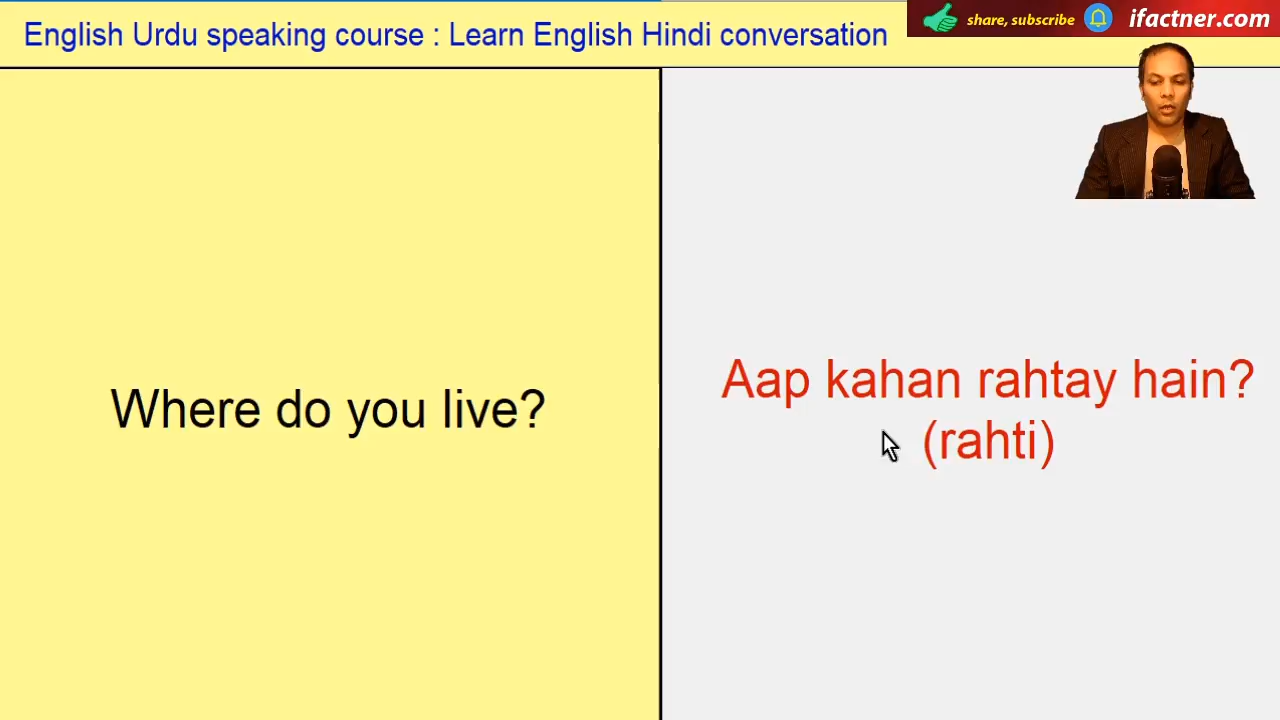 English Urdu speaking course : Learn English Hindi conversation
share, subscribe
ifactner.com
Where do you live?
Aap kahan rahtay hain?
(rahti)